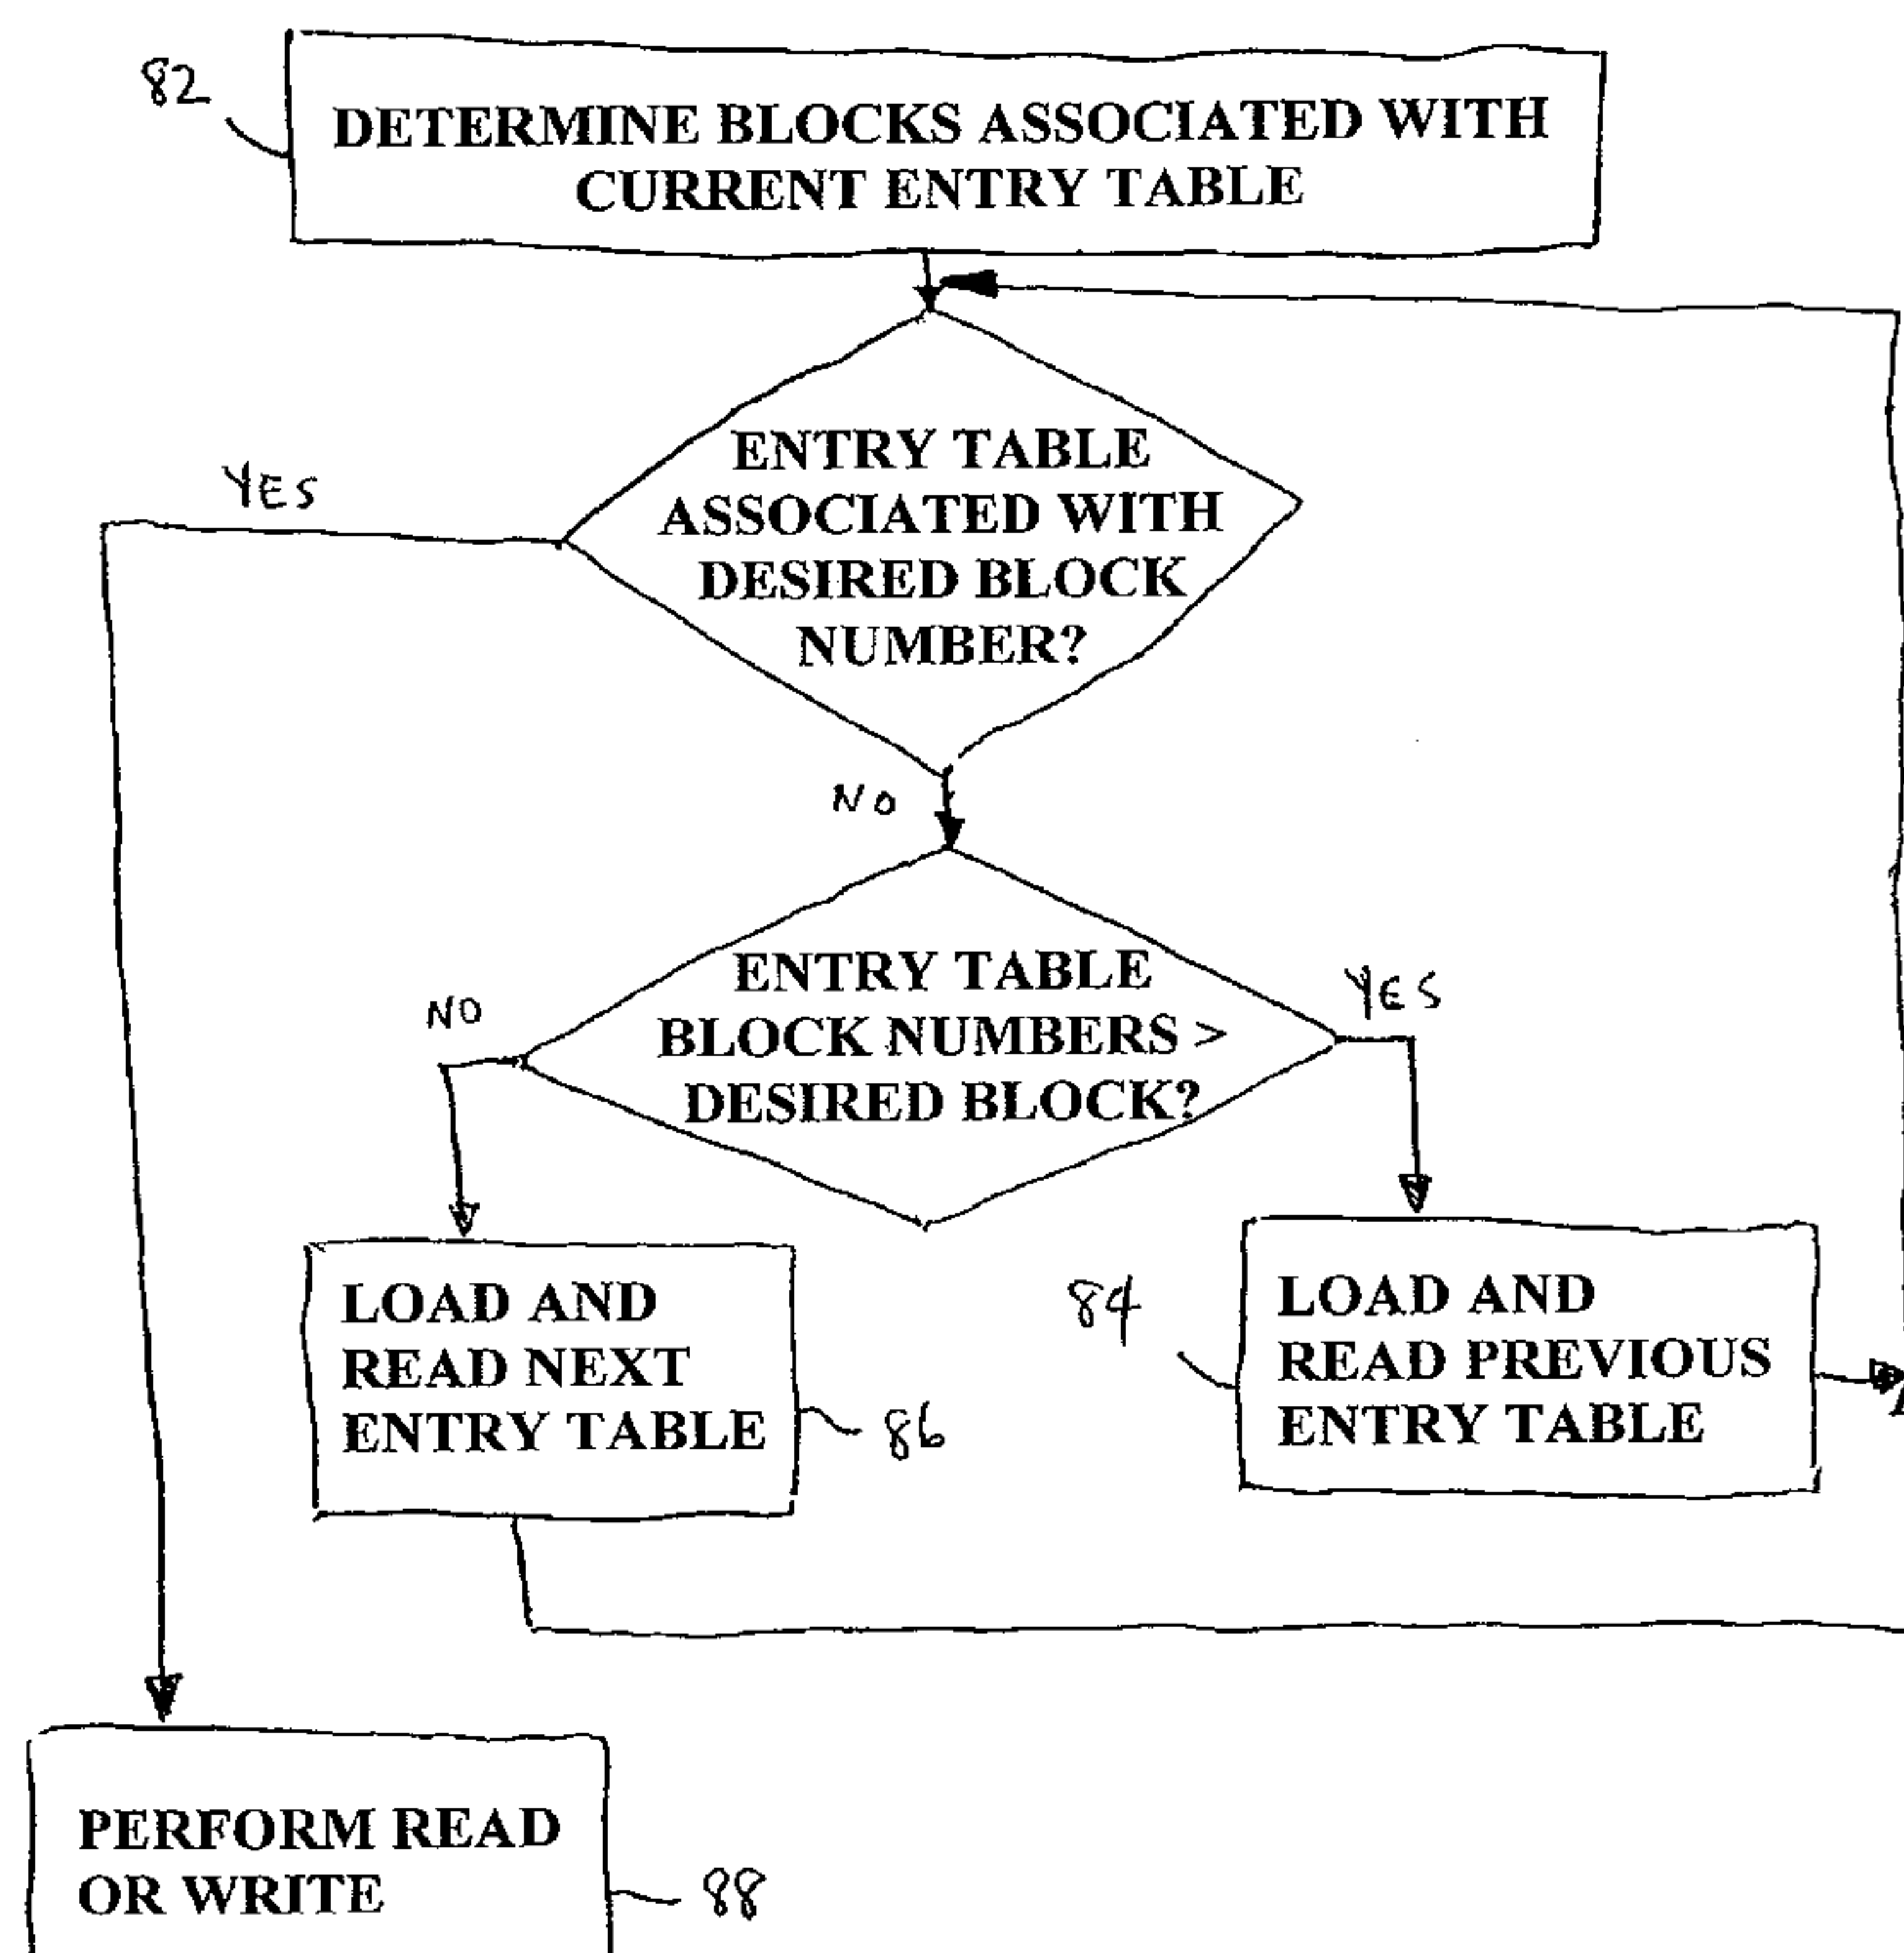 82
DETERMINE BLOCKS ASSOCIATED WITH
CURRENT ENTRY TABLE
YES
ENTRY TABLE
ASSOCIATED WITH
DESIRED BLOCK
NUMBER?
NO
ENTRY TABLE
BLOCK NUMBERS >
DESIRED BLOCK?
NO
YES
LOAD AND
READ NEXT
ENTRY TABLE
86
84
LOAD AND
READ PREVIOUS
ENTRY TABLE
PERFORM READ
OR WRITE
88